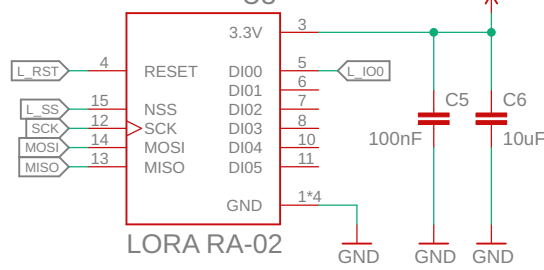 3.3V 3
L_RST 4 RESET DI00 5 L_IO0
DI01 6
L_SS 15 NSS DI02 7
SCK 12 SCK DI03 8
MOSI 14 MOSI DI04 10
MISO 13 MISO DI05 11
GND 1*4
C5 C6
100nF 10uF
LORA RA-02
GND GND GND